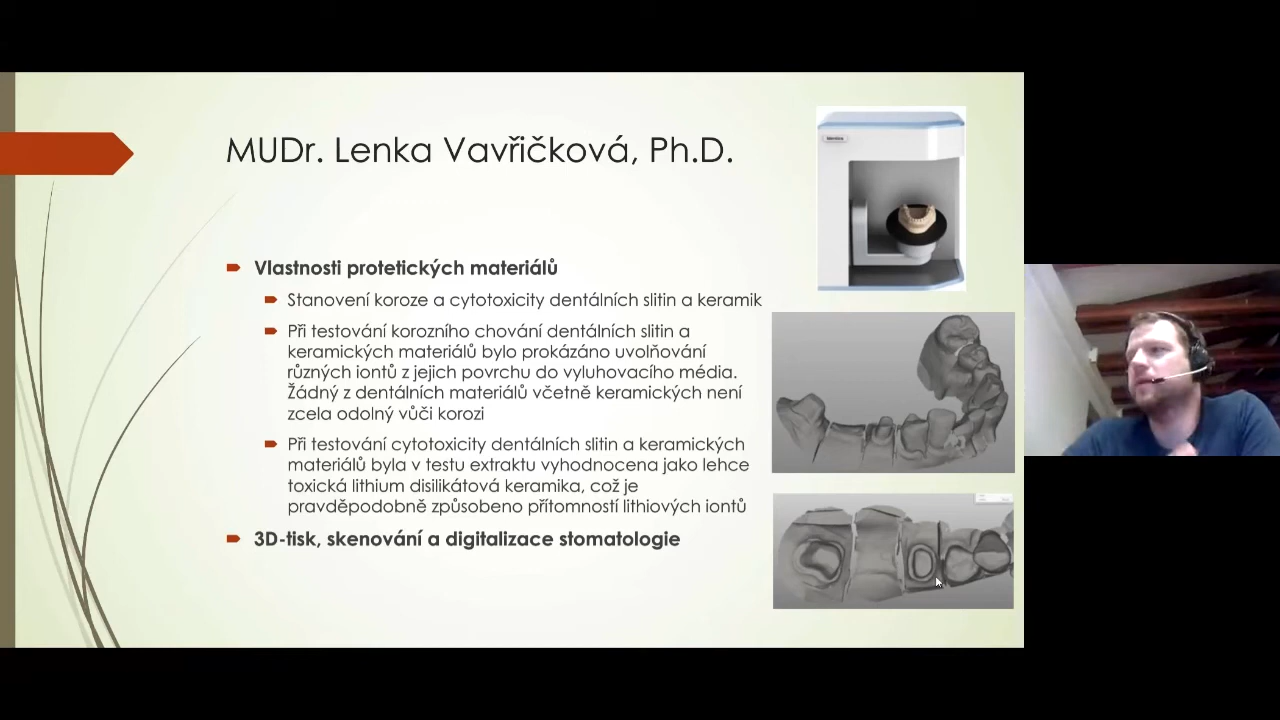 MUDr. Lenka Vavřičková, Ph.D.
Vlastnosti protetických materiálů
Stanovení koroze a cytotoxicity dentálních slitin a keramik
Při testování korozního chování dentálních slitin a
keramických materiálů bylo prokázáno uvolňování
různých iontů z jejich povrchu do vyluhovacího média.
Žádný z dentálních materiálů včetně keramických není
zcela odolný vůči korozi
Při testování cytotoxicity dentálních slitin a keramických
materiálů byla v testu extraktu vyhodnocena jako lehce
toxická lithium disilikátová keramika, což je
pravděpodobně způsobeno přítomností lithiových iontů
3D-tisk, skenování a digitalizace stomatologie